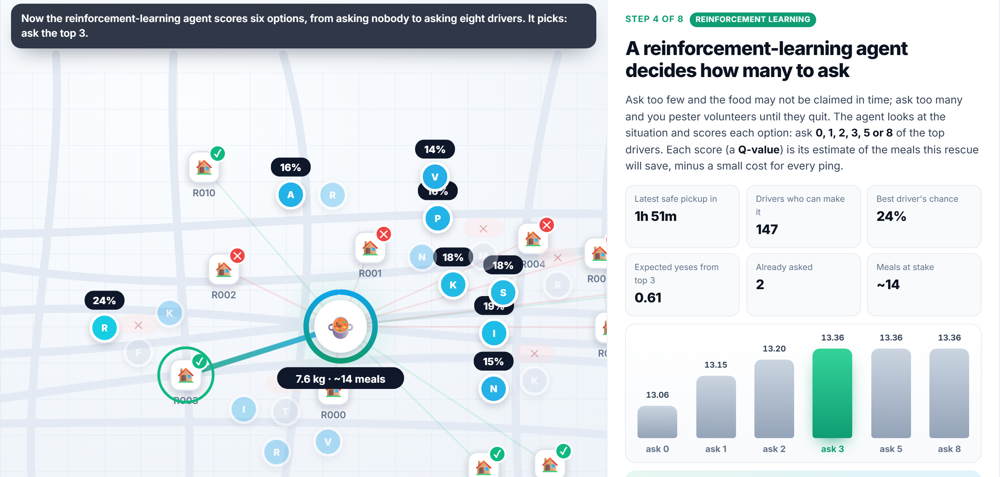 Now the reinforcement-learning agent scores six options, from asking nobody to asking eight drivers. It picks:
ask the top 3.
14%
16%
V
A
R
R010
P
R001
N
18%
M
18%
R004
K
S
R
R002
24%
K
R
19%
I
F
15%
N
K
7.6 kg · ~14 meals
R003
I
T
R000
V
R
STEP 4 OF 8
REINFORCEMENT LEARNING
A reinforcement-learning agent
decides how many to ask
Ask too few and the food may not be claimed in time; ask too many
and you pester volunteers until they quit. The agent looks at the
situation and scores each option: ask 0, 1, 2, 3, 5 or 8 of the top
drivers. Each score (a Q-value) is its estimate of the meals this rescue
will save, minus a small cost for every ping.
Latest safe pickup in
1h 51m
Drivers who can make
it
147
Best driver's chance
24%
Expected yeses from
top 3
0.61
Already asked
2
Meals at stake
~14
13.06
13.15
13.20
13.36
13.36
13.36
ask 0
ask 1
ask 2
ask 3
ask 5
ask 8